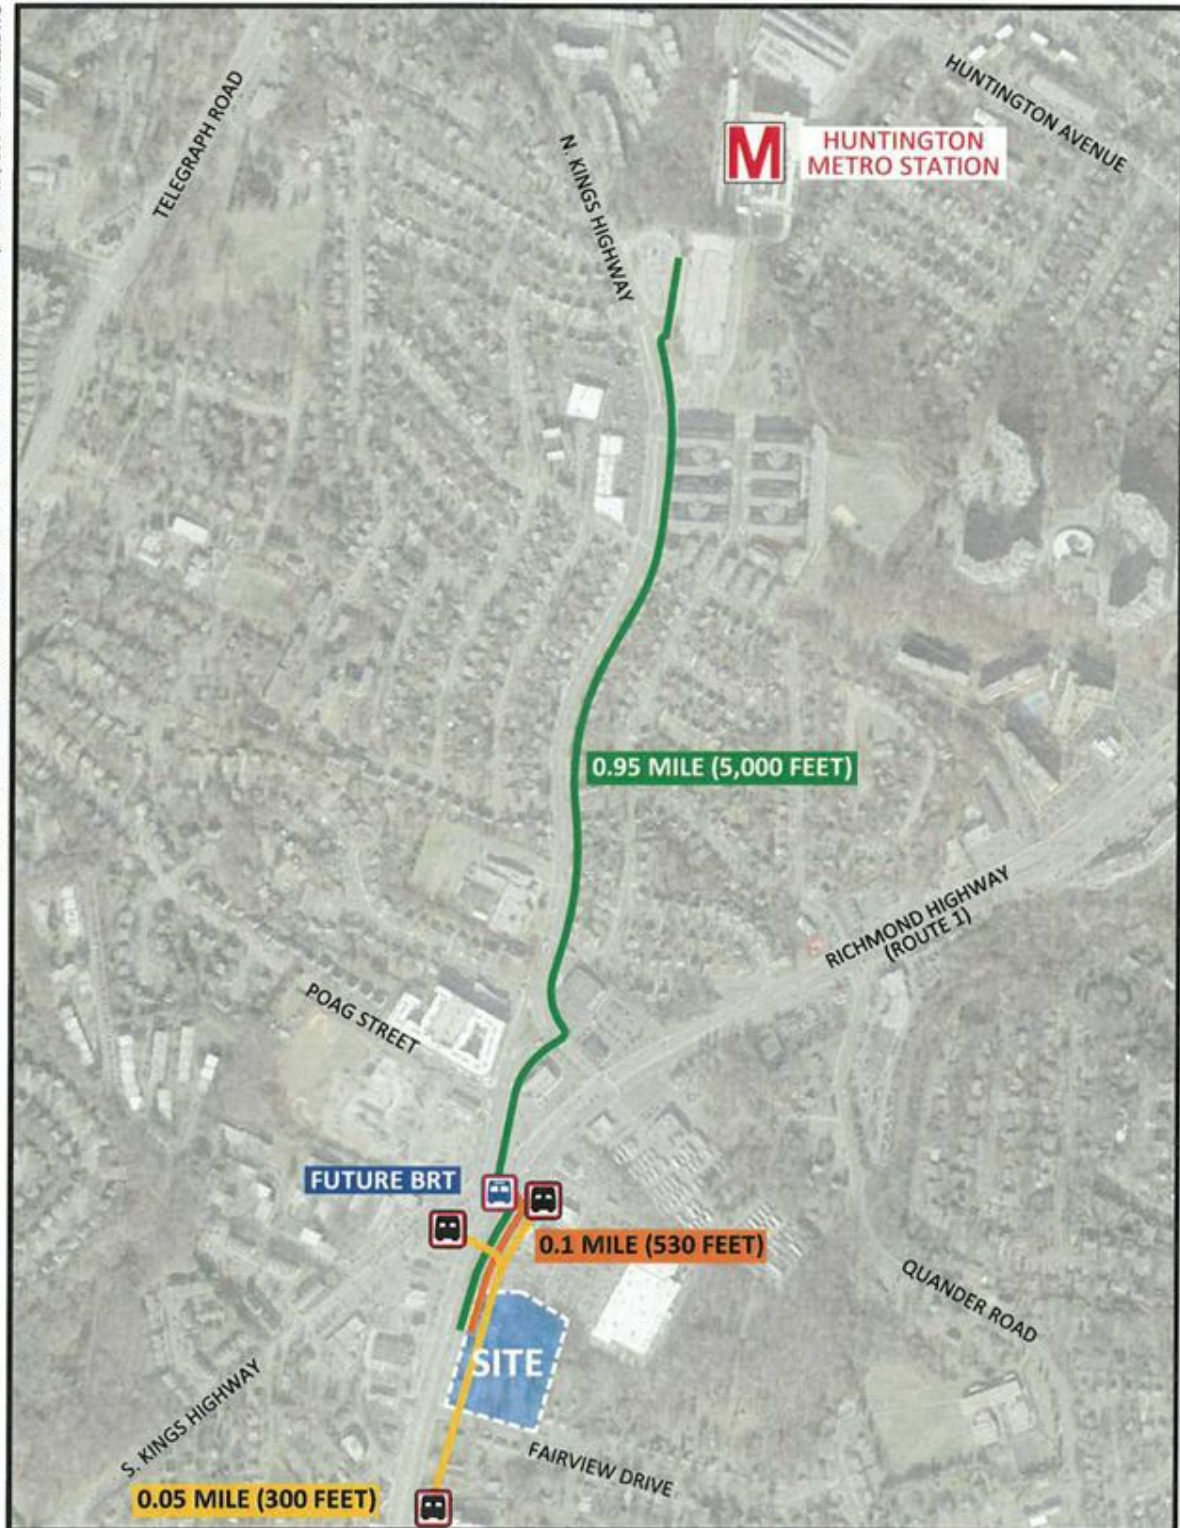 TELEGRAPH ROAD
HUNTINGTON AVENUE
M
HUNTINGTON
METRO STATION
N. KINGS HIGHWAY
0.95 MILE (5,000 FEET)
RICHMOND HIGHWAY
(ROUTE 1)
POAG STREET
FUTURE BRT
0.1 MILE (530 FEET)
QUANDER ROAD
SITE
S. KINGS HIGHWAY
FAIRVIEW DRIVE
0.05 MILE (300 FEET)